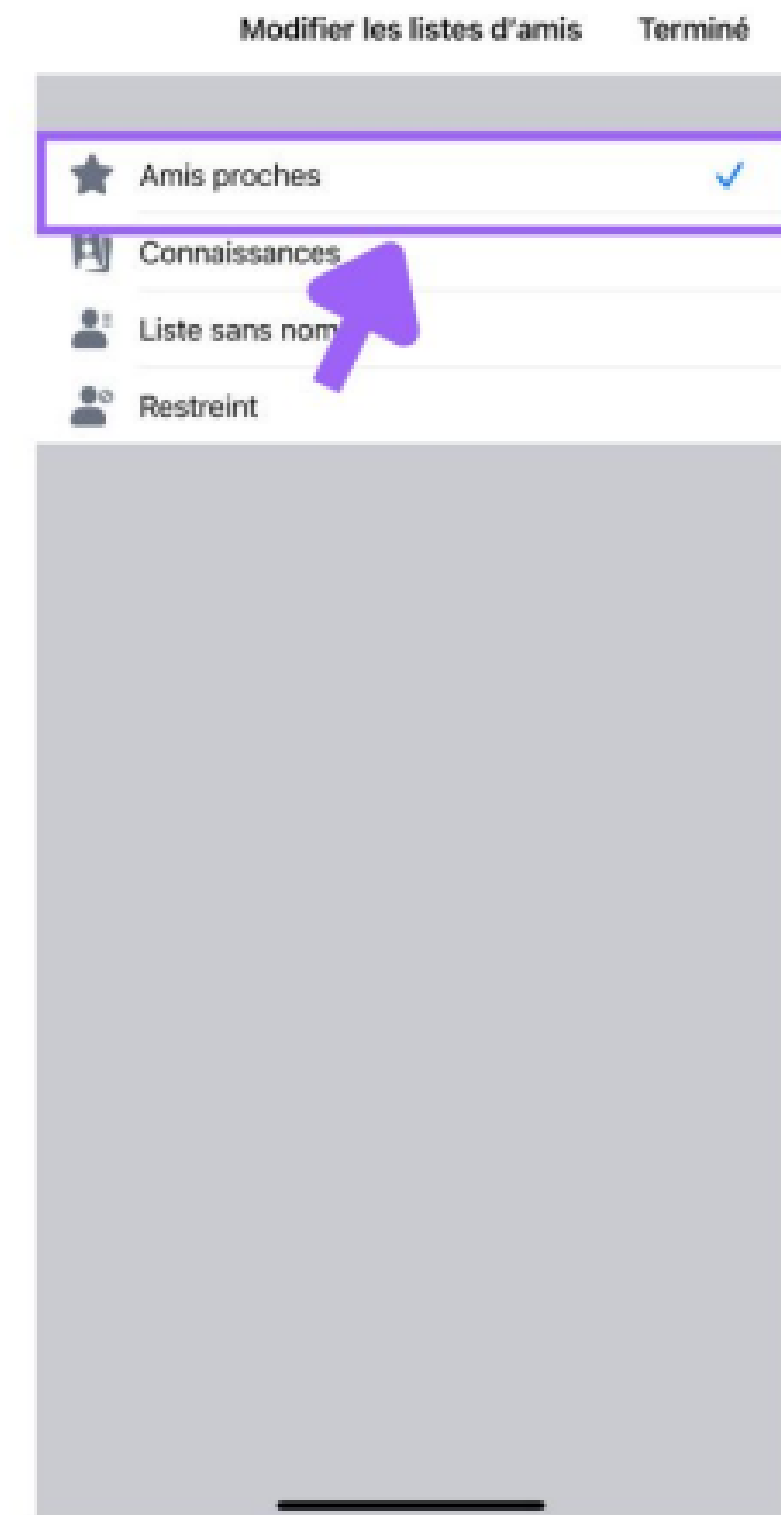 Modifier les listes d'amis Terminé
Amis proches
Connaissances
Liste sans nom
Restreint